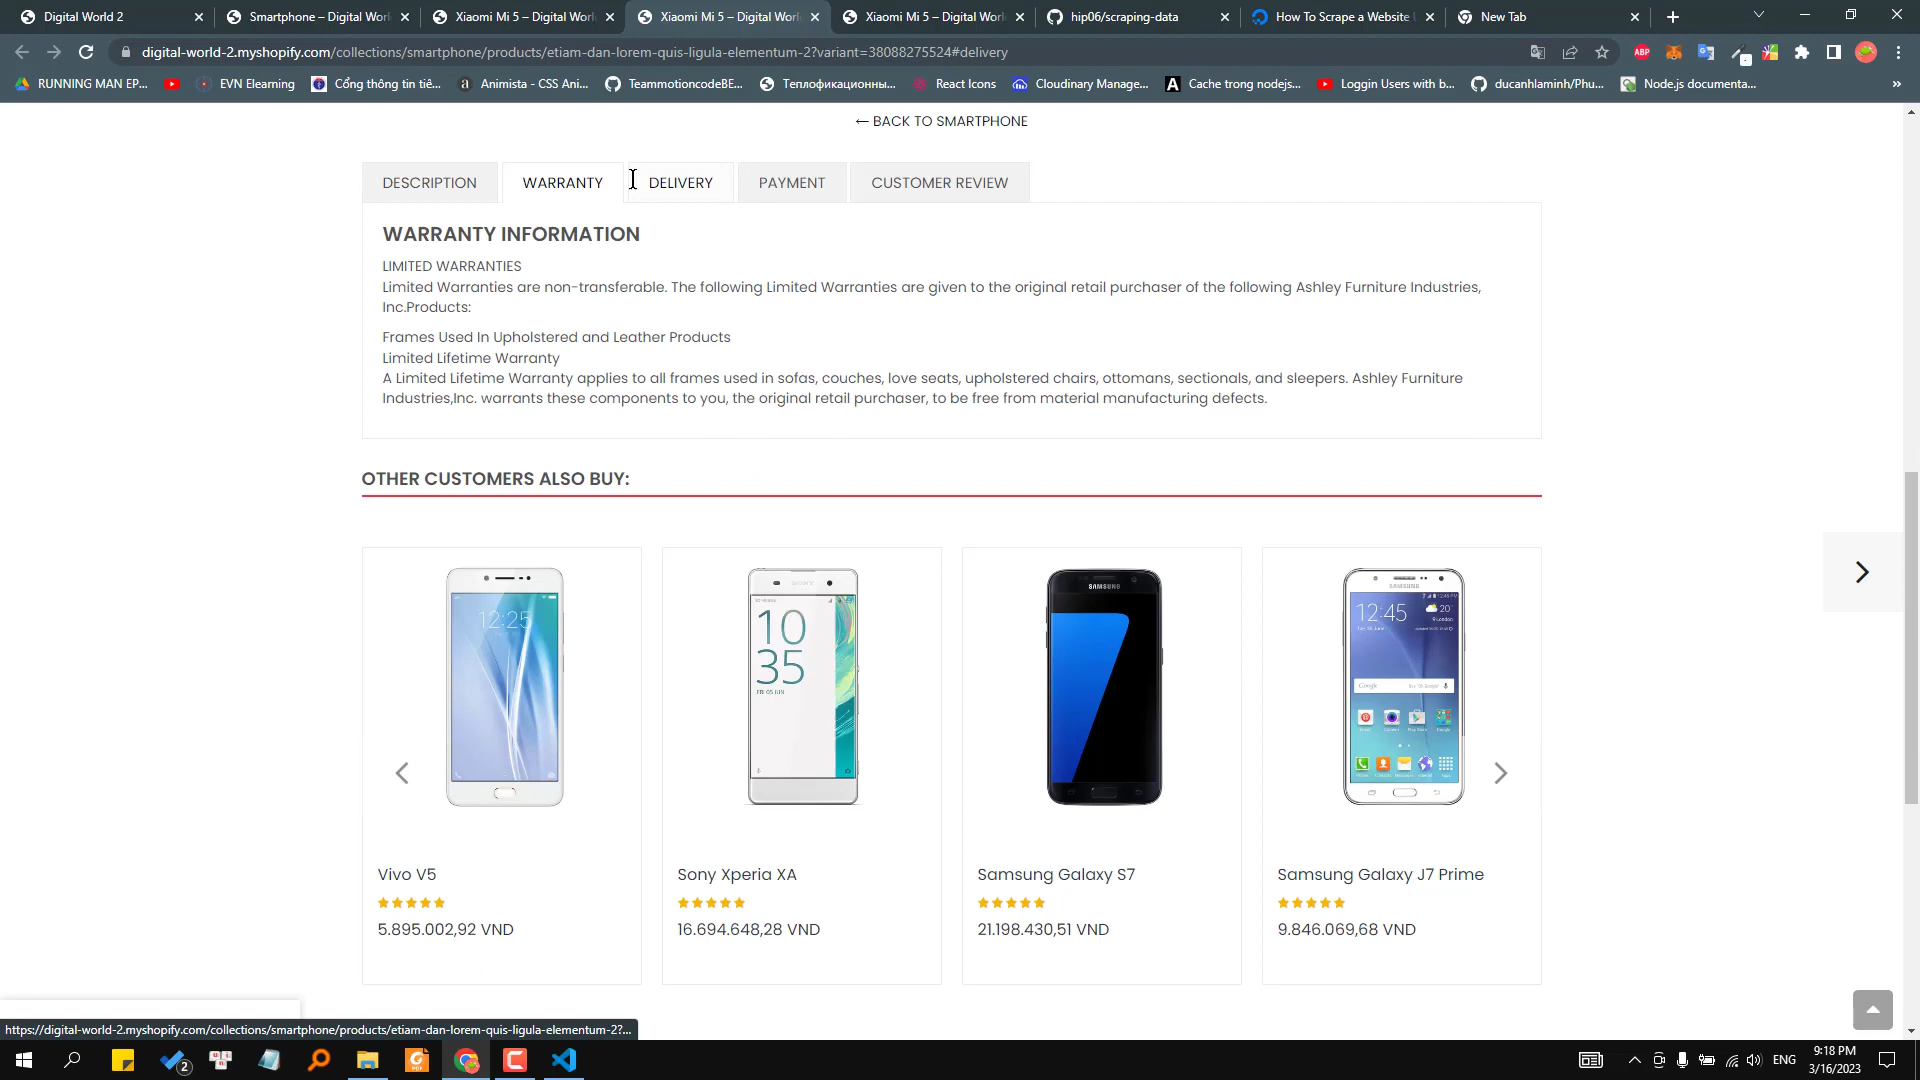 Digital World 2
Smartphone – Digital Worl
Xiaomi Mi 5 – Digital World
Xiaomi Mi 5 – Digital World
Xiaomi Mi 5 – Digital World
hip06/scraping-data
How To Scrape a Website
New Tab
digital-world-2.myshopify.com/collections/smartphone/products/etiam-dan-lorem-quis-ligula-elementum-2?variant=38088275524#delivery
RUNNING MAN EP...
EVN Elearning
Cổng thông tin tiê...
Animista - CSS Ani...
TeammotioncodeBE...
Теплофикационны...
React Icons
Cloudinary Manage...
Cache trong nodejs...
Loggin Users with b...
ducanhlaminh/Phu...
Node.js documenta...
← BACK TO SMARTPHONE
DESCRIPTION
WARRANTY
DELIVERY
PAYMENT
CUSTOMER REVIEW
WARRANTY INFORMATION
LIMITED WARRANTIES
Limited Warranties are non-transferable. The following Limited Warranties are given to the original retail purchaser of the following Ashley Furniture Industries,
Inc.Products:
Frames Used In Upholstered and Leather Products
Limited Lifetime Warranty
A Limited Lifetime Warranty applies to all frames used in sofas, couches, love seats, upholstered chairs, ottomans, sectionals, and sleepers. Ashley Furniture
Industries,Inc. warrants these components to you, the original retail purchaser, to be free from material manufacturing defects.
OTHER CUSTOMERS ALSO BUY:
12:25
10
35
SAMSUNG
SAMSUNG
12:45
20°
Google
Vivo V5
5.895.002,92 VND
Sony Xperia XA
16.694.648,28 VND
Samsung Galaxy S7
21.198.430,51 VND
Samsung Galaxy J7 Prime
9.846.069,68 VND
https://digital-world-2.myshopify.com/collections/smartphone/products/etiam-dan-lorem-quis-ligula-elementum-2?...
2
ENG
9:18 PM
3/16/2023